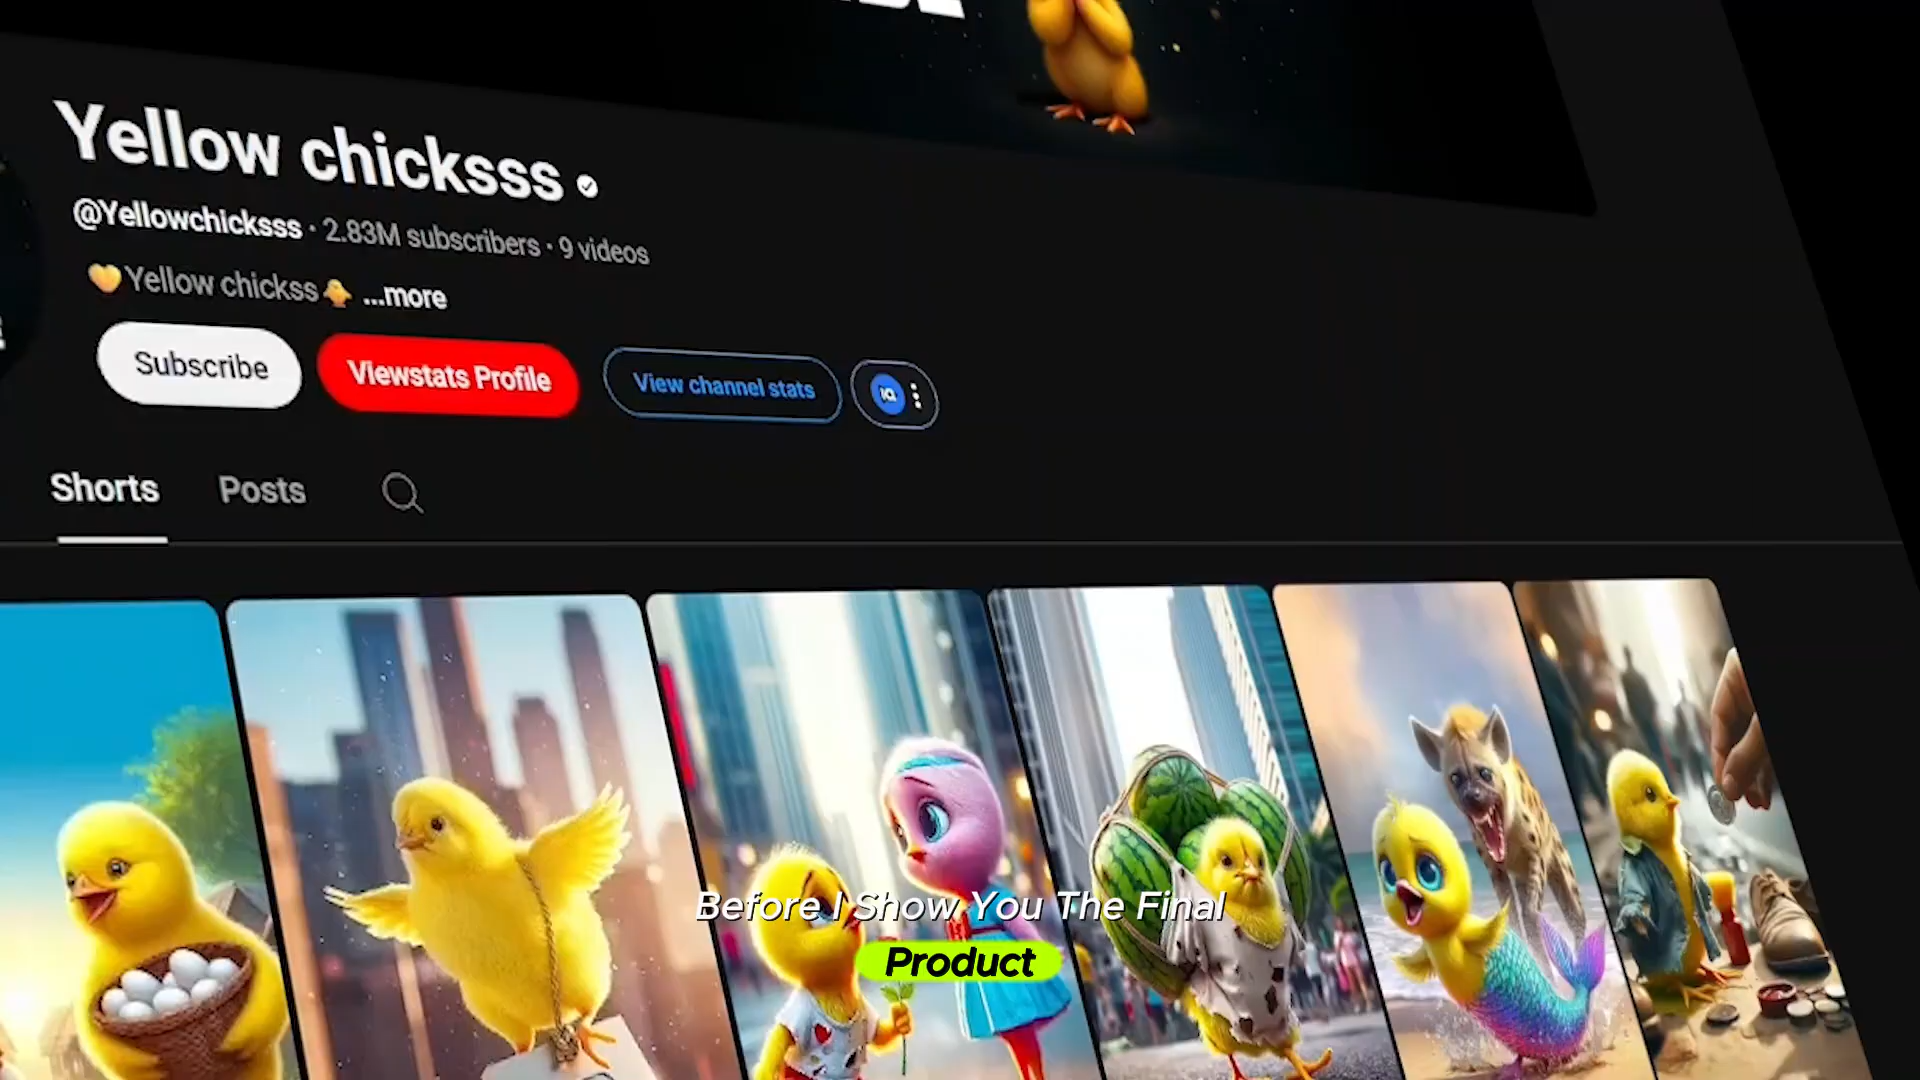 Yellow chicksss
@Yellowchicksss · 2.83M subscribers · 9 videos
💛Yellow chickss🐤 ...more
Subscribe
Viewstats Profile
View channel stats
IQ
Shorts
Posts
Before I Show You The Final
Product